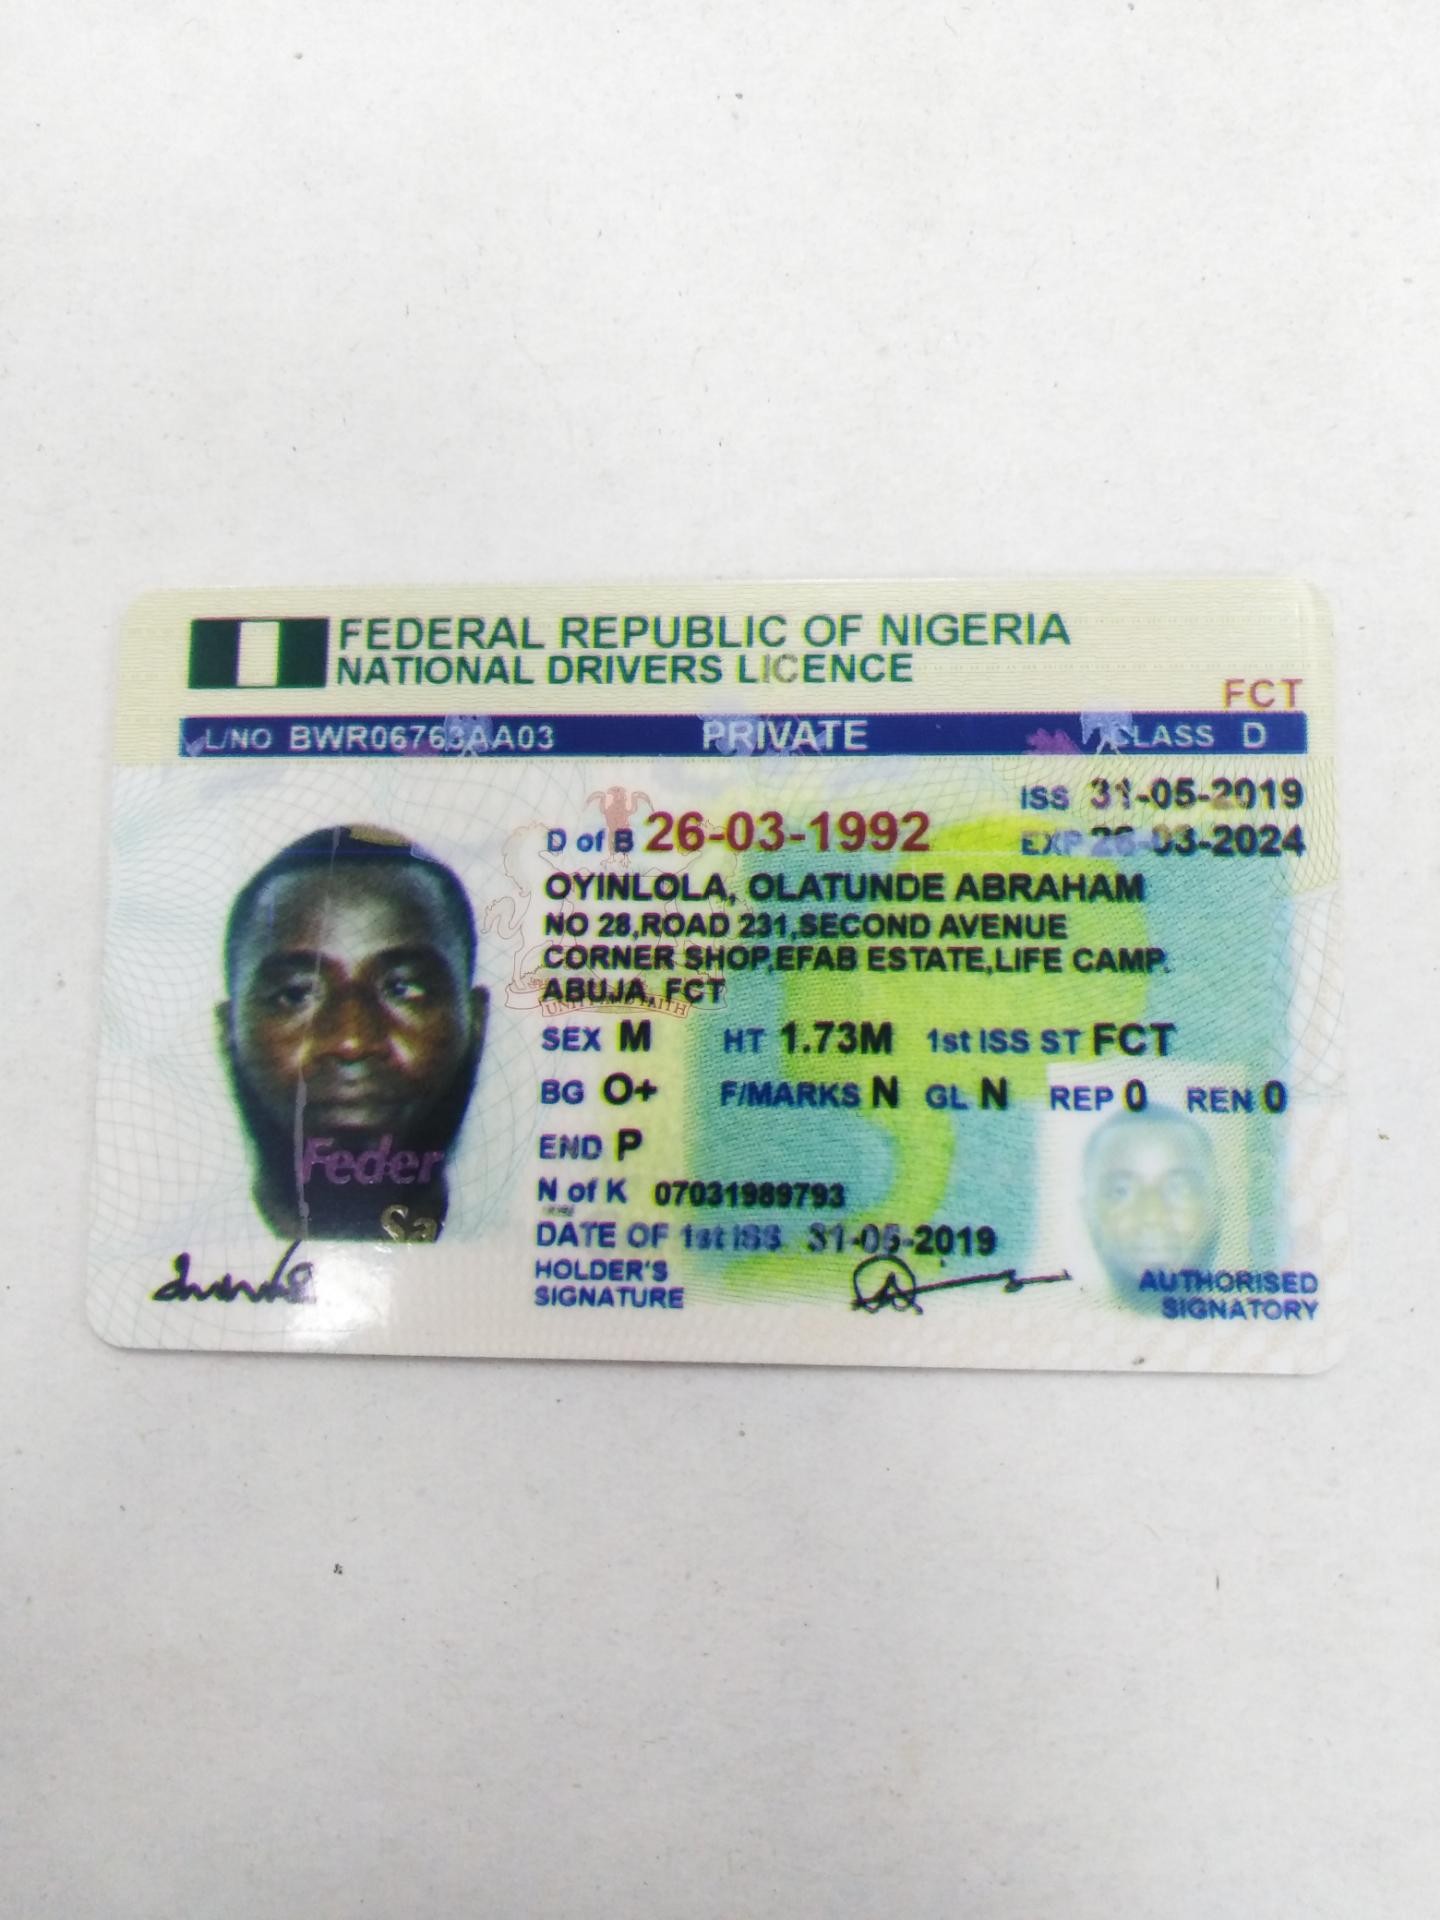 FEDERAL REPUBLIC OF NIGERIA
NATIONAL DRIVERS LICENCE
FCT
L/NO BWR06763AA03 PRIVATE CLASS D
ISS 31-05-2019
D of B 26-03-1992 EXP 26-03-2024
OYINLOLA, OLATUNDE ABRAHAM
NO 28,ROAD 231,SECOND AVENUE
CORNER SHOP,EFAB ESTATE,LIFE CAMP.
ABUJA FCT
UNITY AND FAITH
SEX M HT 1.73M 1st ISS ST FCT
BG O+ F/MARKS N GL N REP 0 REN 0
END P
Feder
N of K 07031989793
Sa
DATE OF 1st ISS 31-05-2019
HOLDER'S
SIGNATURE
AUTHORISED
SIGNATORY